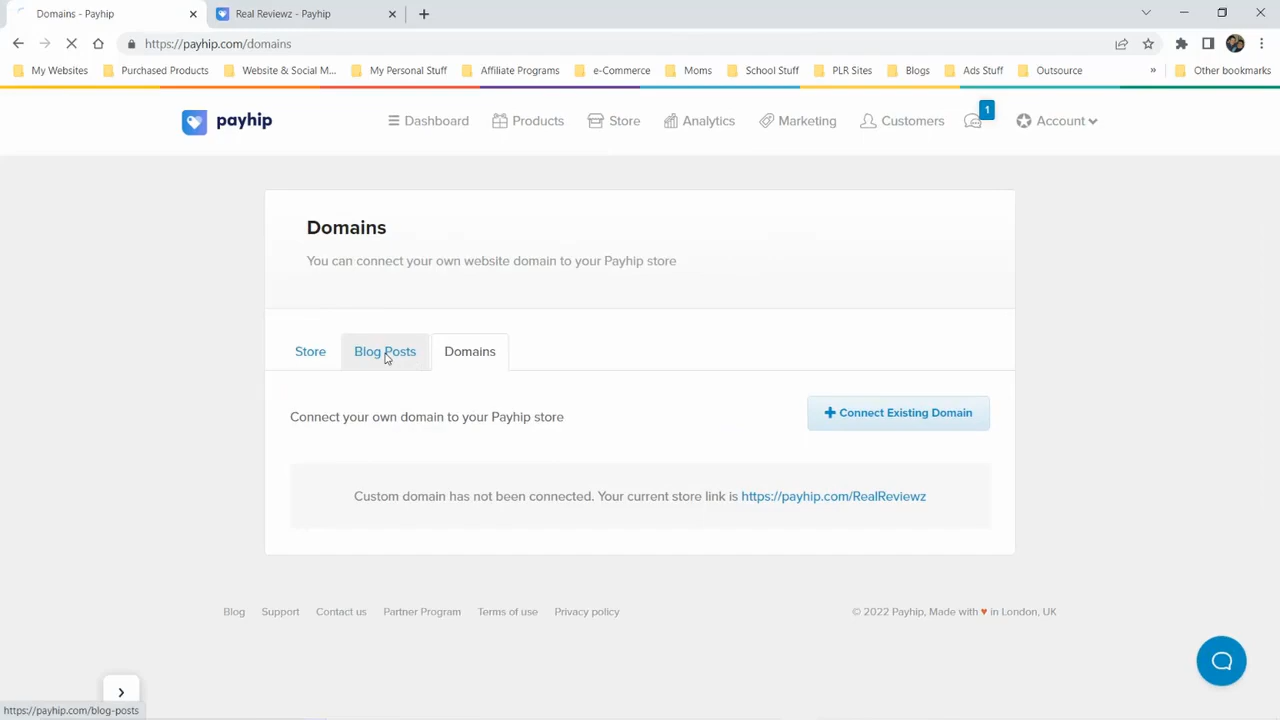 Domains - Payhip
Real Reviewz - Payhip
https://payhip.com/domains
My Websites
Purchased Products
Website & Social M...
My Personal Stuff
Affiliate Programs
e-Commerce
Moms
School Stuff
PLR Sites
Blogs
Ads Stuff
Outsource
»
Other bookmarks
payhip
Dashboard
Products
Store
Analytics
Marketing
Customers
1
Account
Domains
You can connect your own website domain to your Payhip store
Store
Blog Posts
Domains
Connect your own domain to your Payhip store
+ Connect Existing Domain
Custom domain has not been connected. Your current store link is https://payhip.com/RealReviewz
Blog
Support
Contact us
Partner Program
Terms of use
Privacy policy
© 2022 Payhip, Made with ♥ in London, UK
https://payhip.com/blog-posts